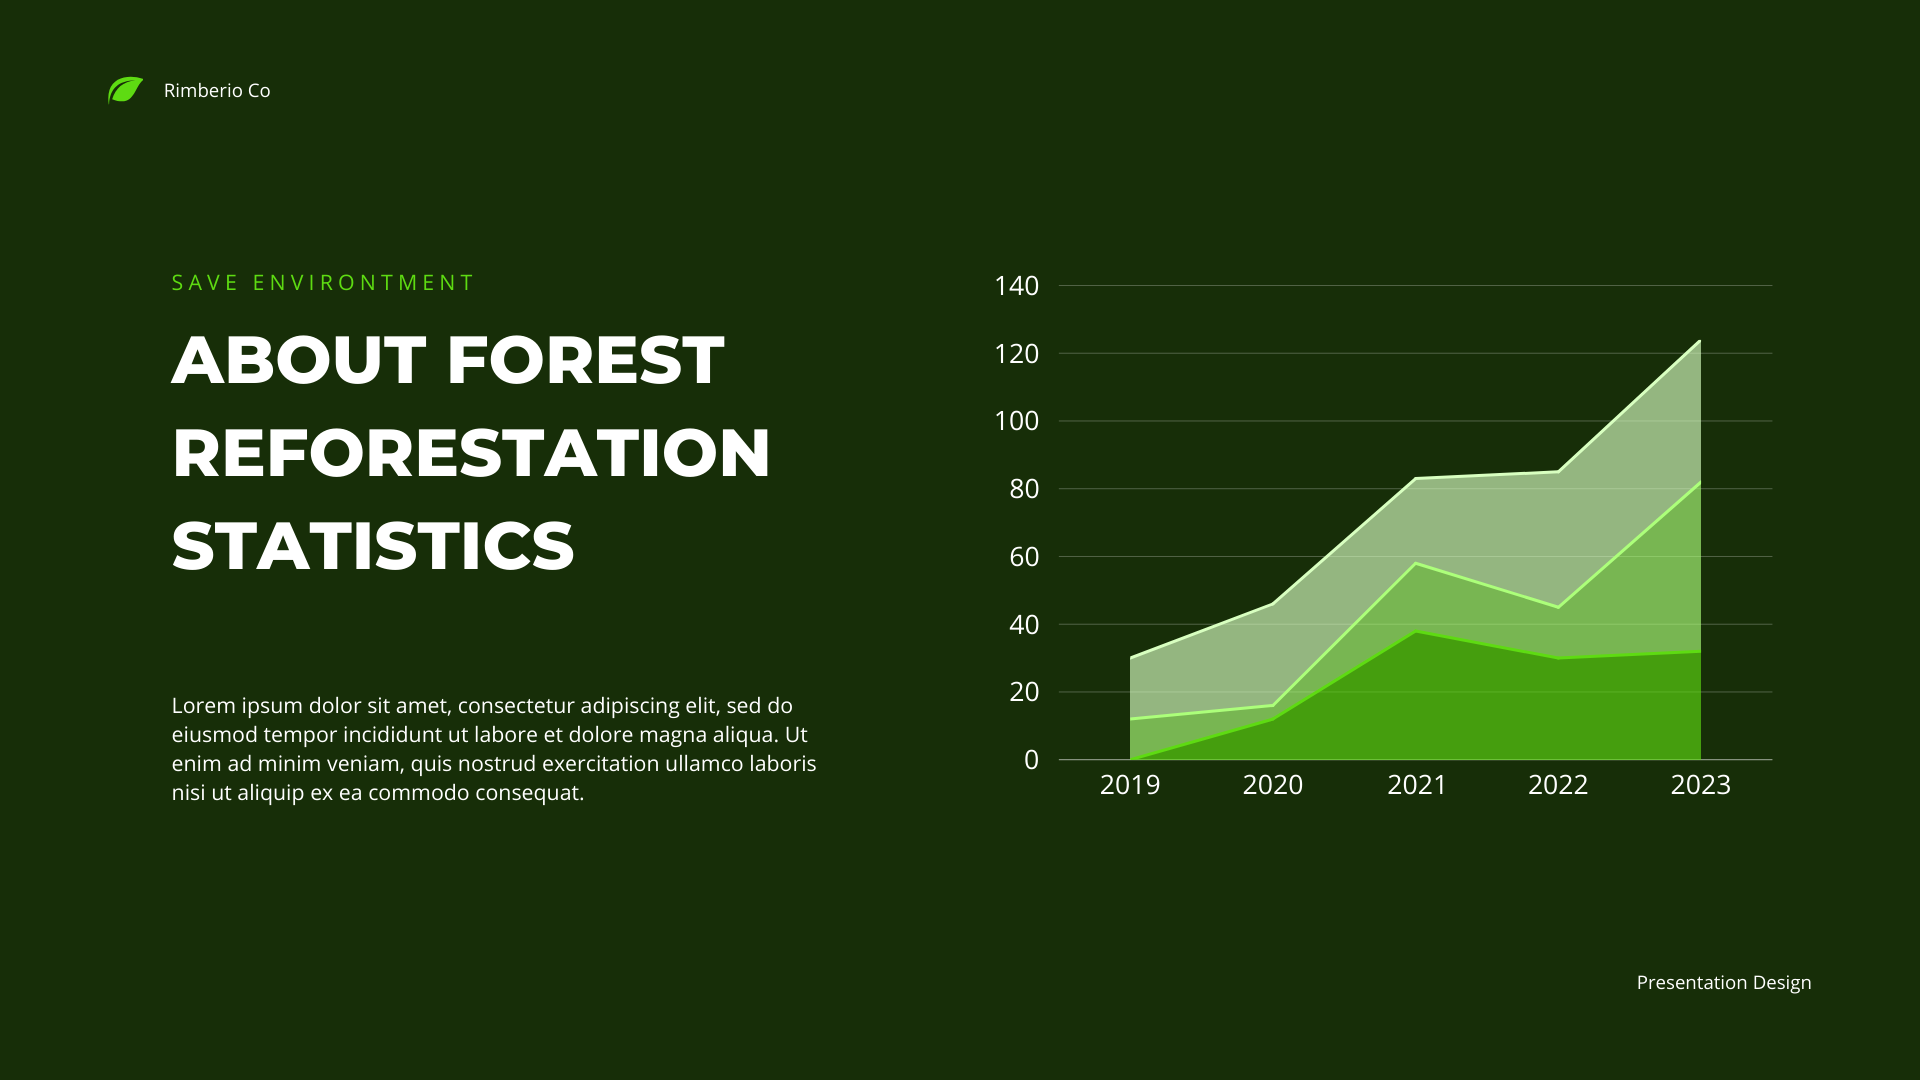 Rimberio Co
SAVE ENVIRONTMENT
ABOUT FOREST
REFORESTATION
STATISTICS
Lorem ipsum dolor sit amet, consectetur adipiscing elit, sed do
eiusmod tempor incididunt ut labore et dolore magna aliqua. Ut
enim ad minim veniam, quis nostrud exercitation ullamco laboris
nisi ut aliquip ex ea commodo consequat.
140
120
100
80
60
40
20
0
2019 2020 2021 2022 2023
Presentation Design